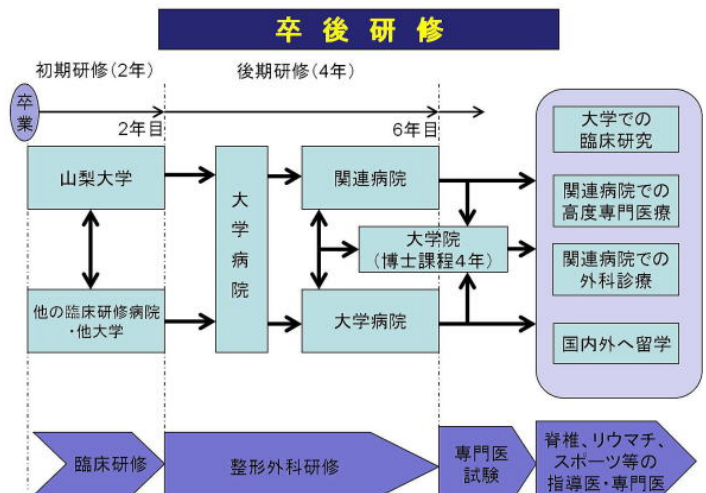 卒後研修
初期研修(2年)
後期研修(4年)
卒
業
2年目
6年目
山梨大学
他の臨床研修病院
・他大学
大
学
病
院
関連病院
大学院
(博士課程4年)
大学病院
大学での
臨床研究
関連病院での
高度専門医療
関連病院での
外科診療
国内外へ留学
臨床研修
整形外科研修
専門医
試験
脊椎、リウマチ、
スポーツ等の
指導医・専門医